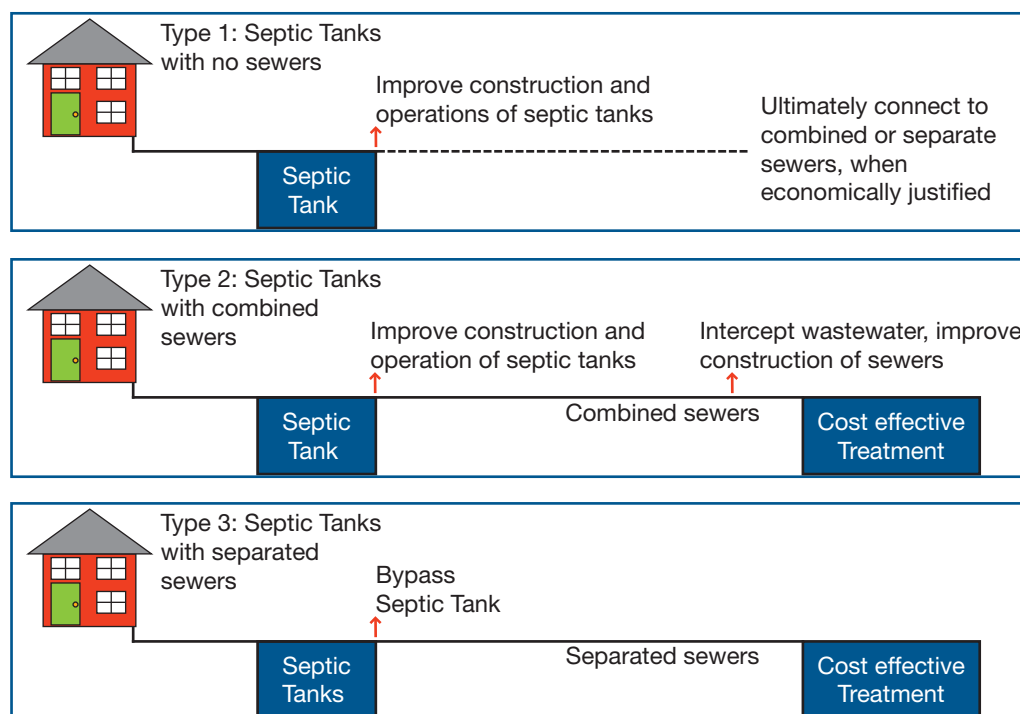 Type 1: Septic Tanks
with no sewers
Improve construction and
operations of septic tanks
Ultimately connect to
combined or separate
sewers, when
economically justified
Septic
Tank
Type 2: Septic Tanks
with combined
sewers
Improve construction and
operation of septic tanks
Intercept wastewater, improve
construction of sewers
Combined sewers
Septic
Tank
Cost effective
Treatment
Type 3: Septic Tanks
with separated
sewers
Bypass
Septic Tank
Separated sewers
Septic
Tanks
Cost effective
Treatment